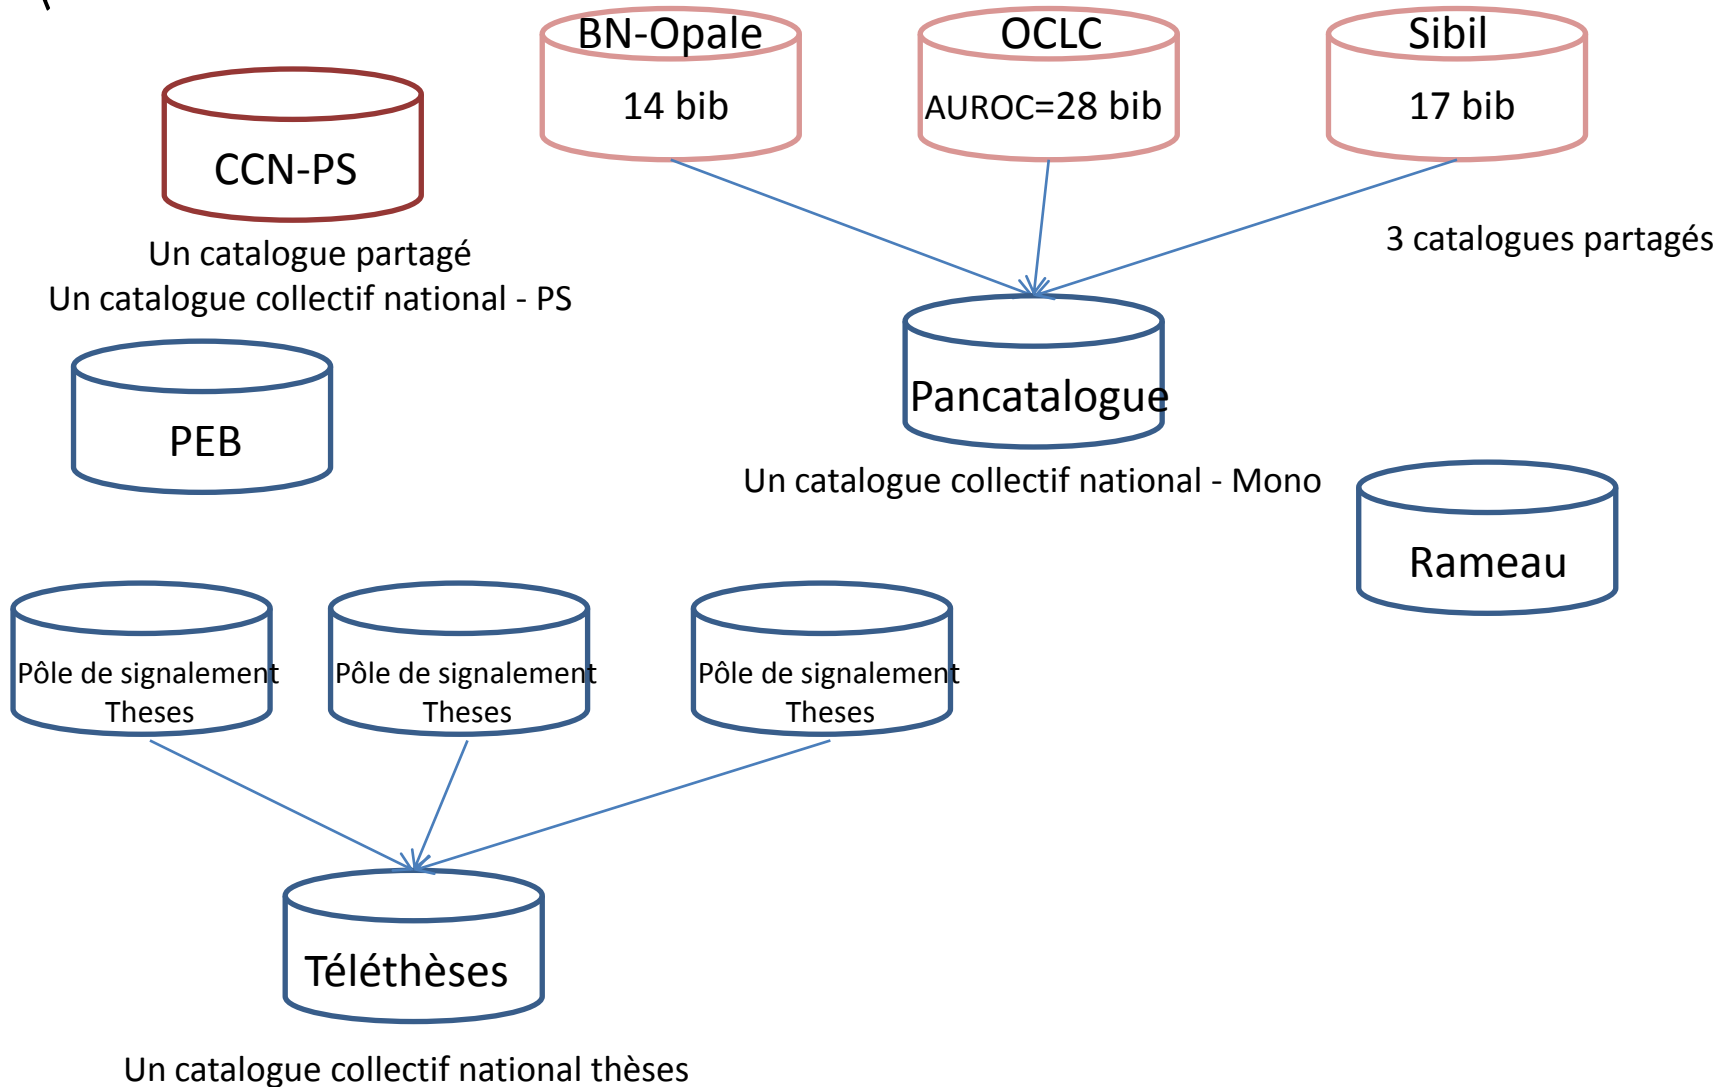 BN-Opale
14 bib
OCLC
AUROC=28 bib
Sibil
17 bib
CCN-PS
Un catalogue partagé
Un catalogue collectif national - PS
3 catalogues partagés
PEB
Pancatalogue
Un catalogue collectif national - Mono
Rameau
Pôle de signalement
Theses
Pôle de signalement
Theses
Pôle de signalement
Theses
Téléthèses
Un catalogue collectif national thèses